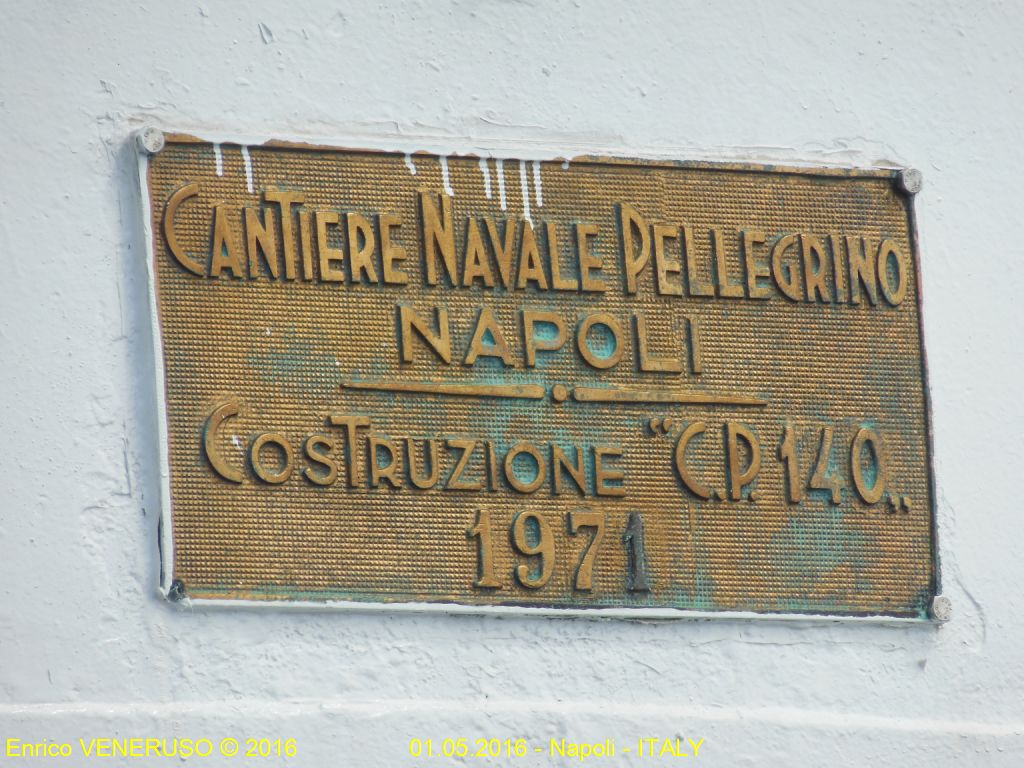 CANTIERE NAVALE PELLEGRINO
NAPOLI
COSTRUZIONE "C.P. 140"
1971
Enrico VENERUSO © 2016 01.05.2016 - Napoli - ITALY